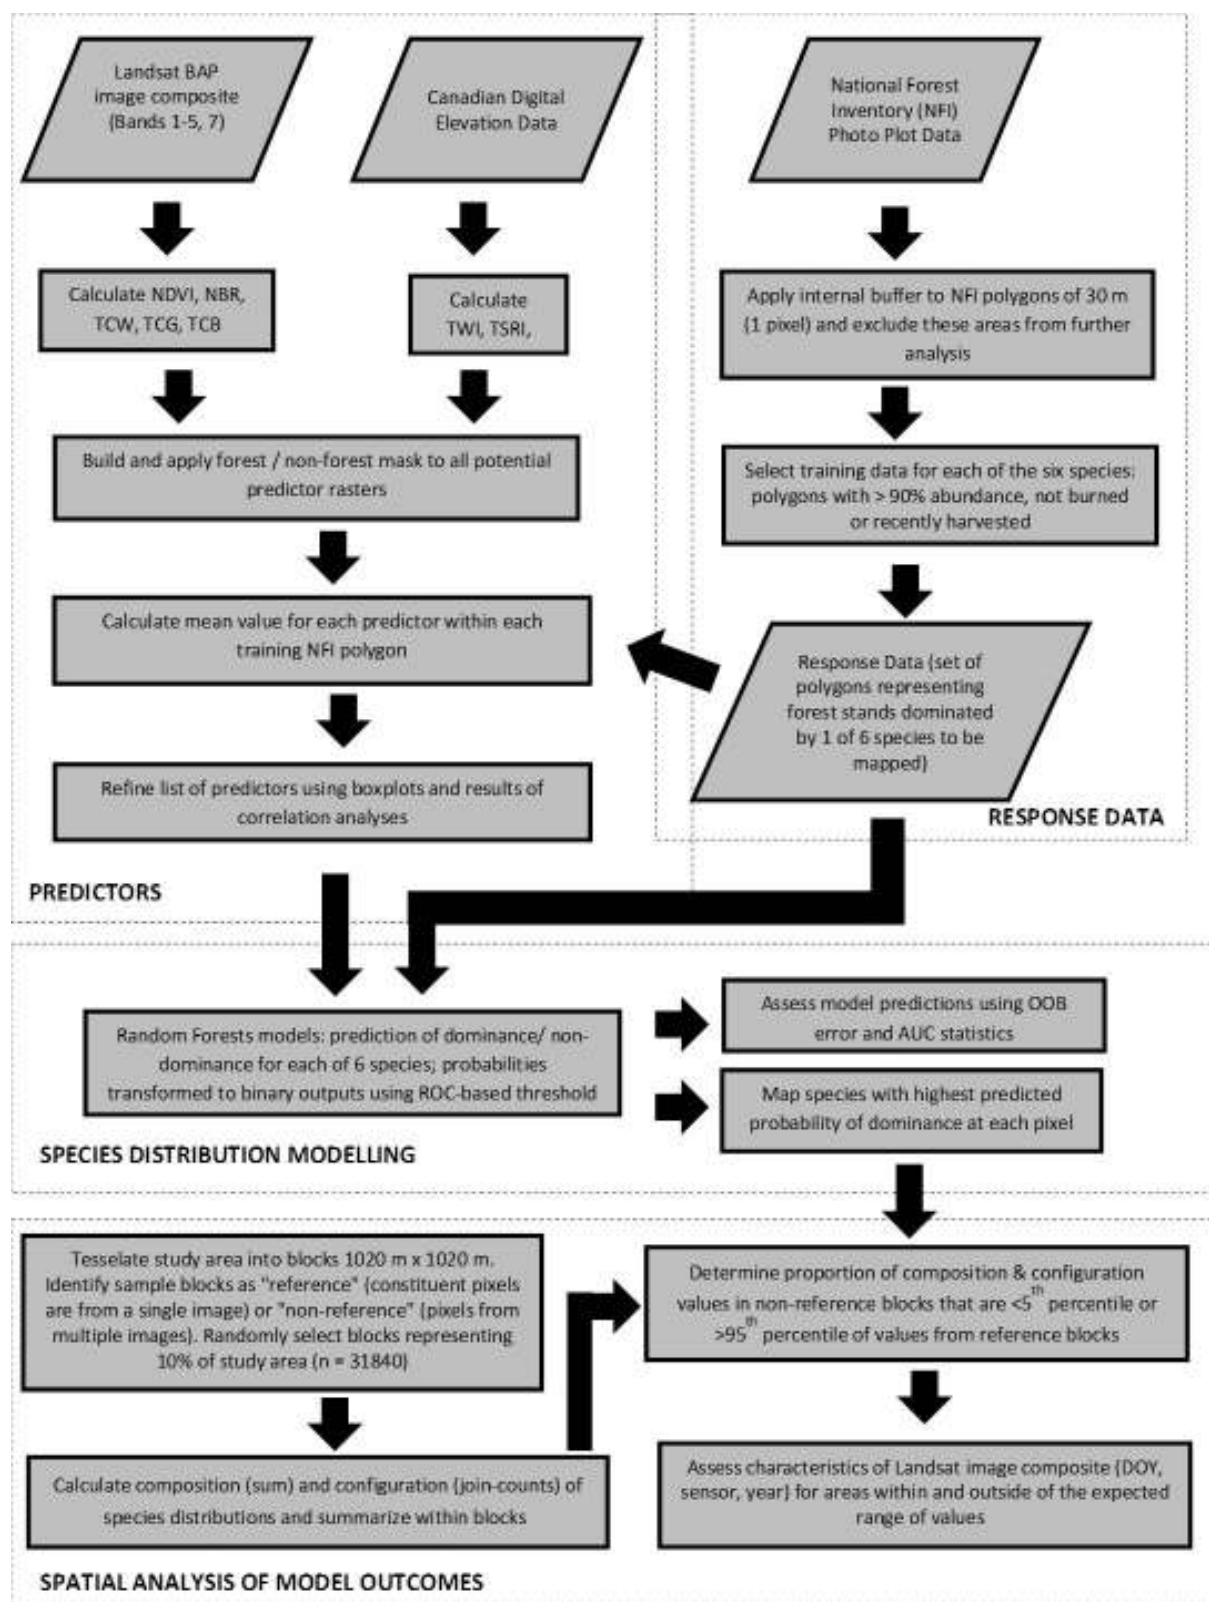 Landsat BAP
image composite
(Bands 1-5, 7)
Canadian Digital
Elevation Data
National Forest
Inventory (NFI)
Photo Plot Data
Calculate NDVI, NBR,
TCW, TCG, TCB
Calculate
TWI, TSRI,
Apply internal buffer to NFI polygons of 30 m
(1 pixel) and exclude these areas from further
analysis
Build and apply forest / non-forest mask to all potential
predictor rasters
Select training data for each of the six species:
polygons with > 90% abundance, not burned
or recently harvested
Calculate mean value for each predictor within each
training NFI polygon
Response Data (set of
polygons representing
forest stands dominated
by 1 of 6 species to be
mapped)
Refine list of predictors using boxplots and results of
correlation analyses
RESPONSE DATA
PREDICTORS
Random Forests models: prediction of dominance/ non-
dominance for each of 6 species; probabilities
transformed to binary outputs using ROC-based threshold
Assess model predictions using OOB
error and AUC statistics
Map species with highest predicted
probability of dominance at each pixel
SPECIES DISTRIBUTION MODELLING
Tesselate study area into blocks 1020 m x 1020 m.
Identify sample blocks as "reference" (constituent pixels
are from a single image) or "non-reference" (pixels from
multiple images). Randomly select blocks representing
10% of study area (n = 31840)
Determine proportion of composition & configuration
values in non-reference blocks that are <5th percentile or
>95th percentile of values from reference blocks
Calculate composition (sum) and configuration (join-counts) of
species distributions and summarize within blocks
Assess characteristics of Landsat image composite (DOY,
sensor, year) for areas within and outside of the expected
range of values
SPATIAL ANALYSIS OF MODEL OUTCOMES